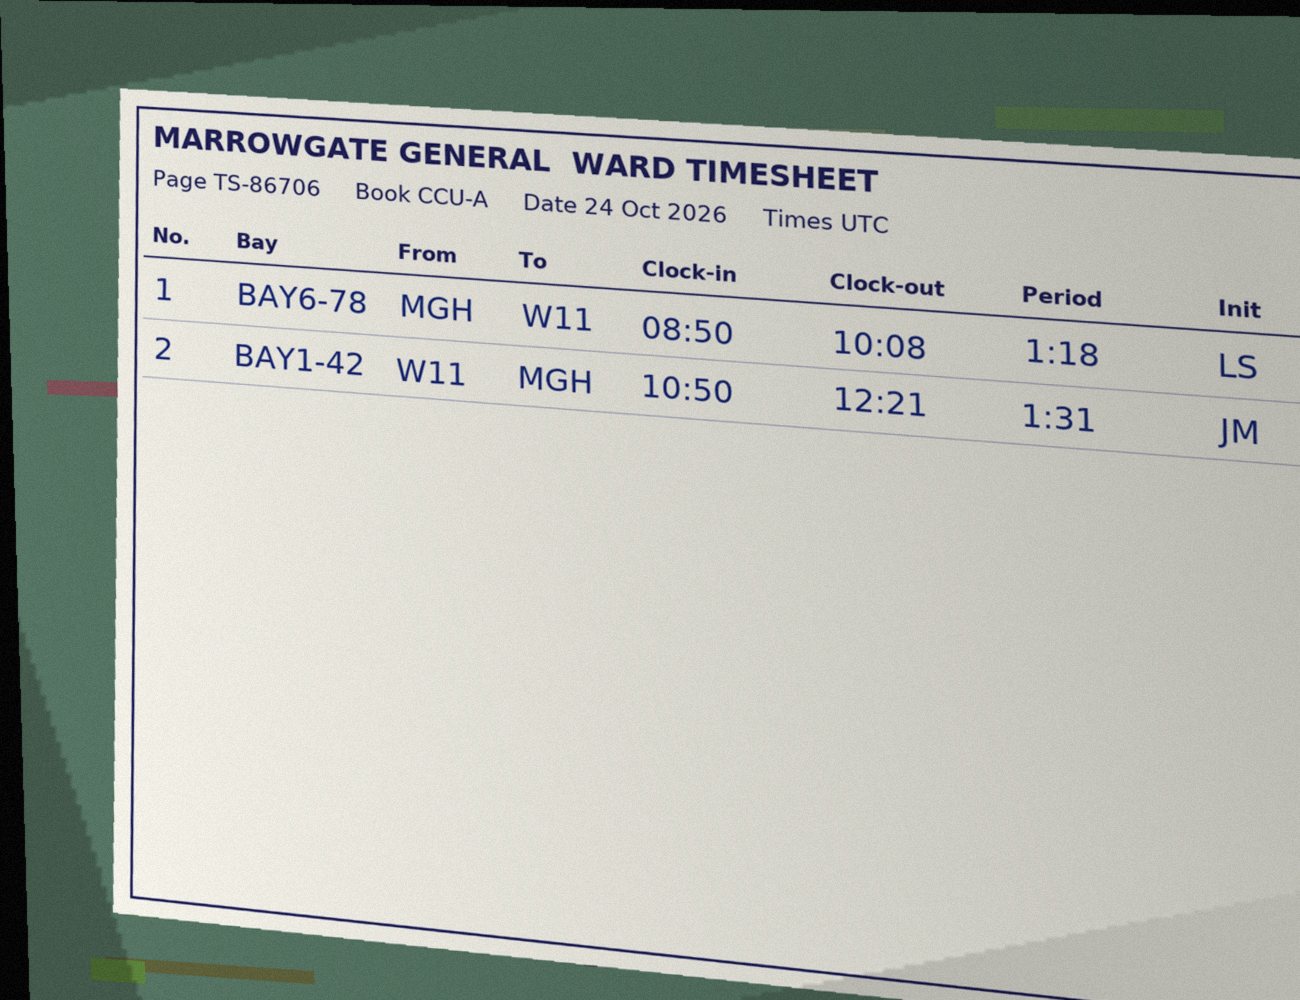 MARROWGATE GENERAL WARD TIMESHEET
Page TS-86706 Book CCU-A Date 24 Oct 2026 Times UTC
No. Bay From To Clock-in Clock-out Period Init
1 BAY6-78 MGH W11 08:50 10:08 1:18 LS
2 BAY1-42 W11 MGH 10:50 12:21 1:31 JM